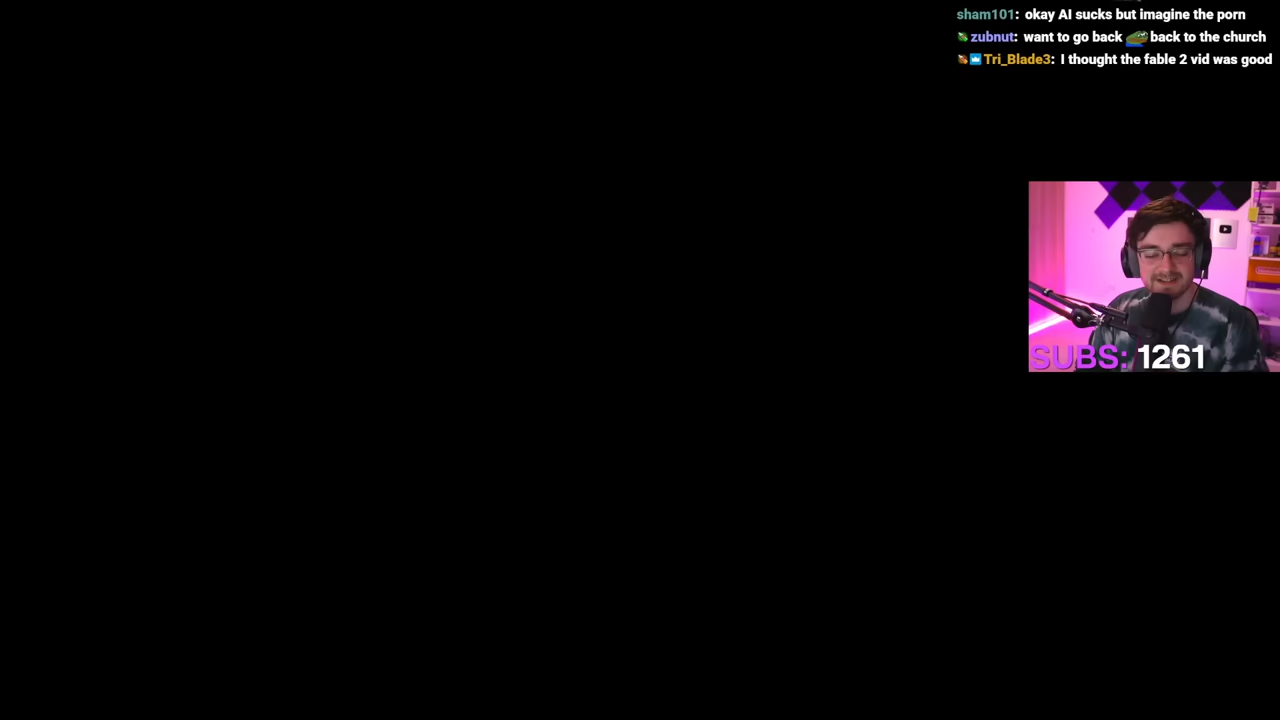 sham101: okay AI sucks but imagine the porn
zubnut: want to go back back to the church
Tri_Blade3: I thought the fable 2 vid was good
SUBS: 1261